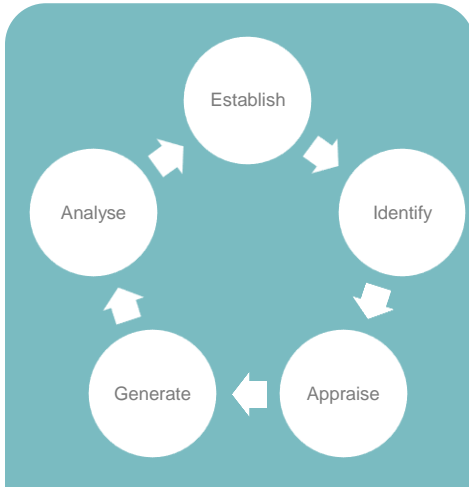 Establish
Identify
Appraise
Generate
Analyse